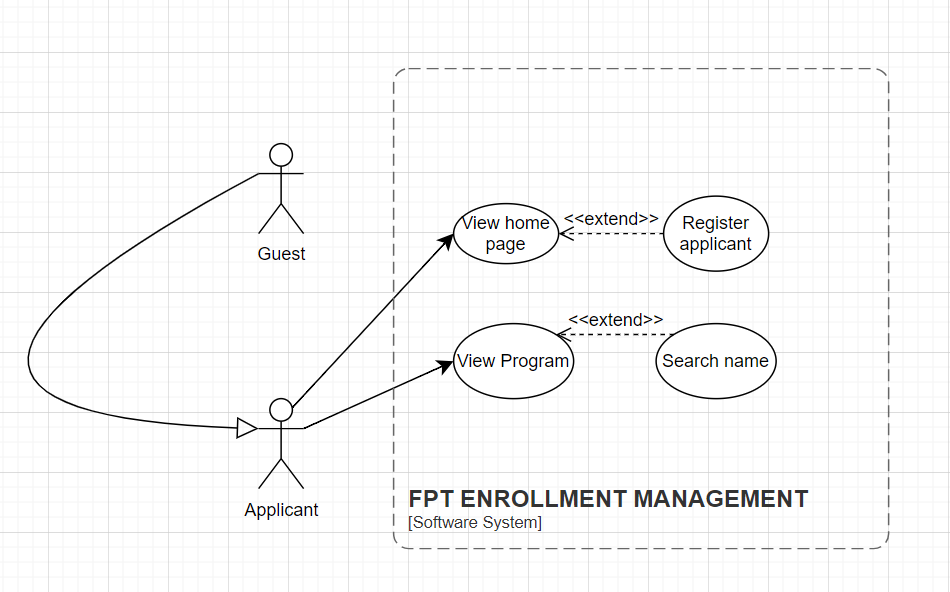 Guest
View home
page
<<extend>>
Register
applicant
<<extend>>
View Program
Search name
Applicant
FPT ENROLLMENT MANAGEMENT
[Software System]